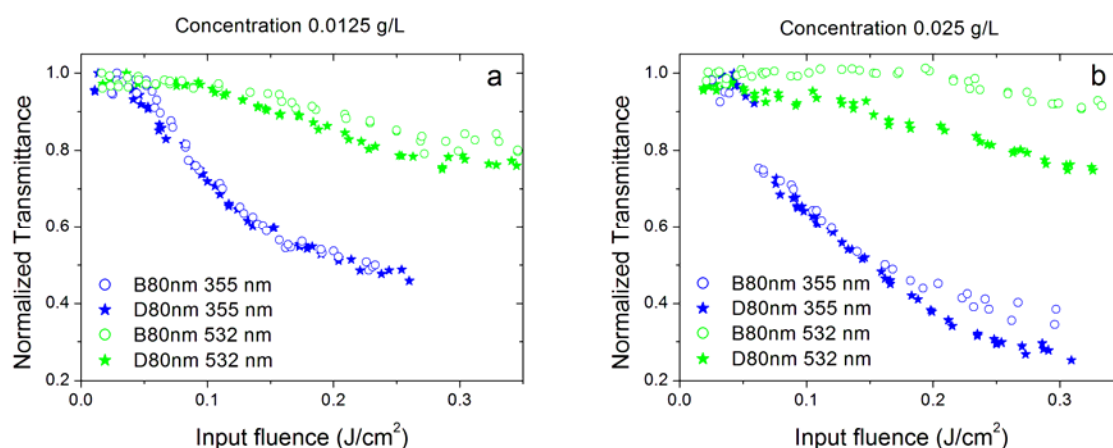 Concentration 0.0125 g/L
a
1.0
0.8
0.6
0.4
0.2
Normalized Transmittance
B80nm 355 nm
D80nm 355 nm
B80nm 532 nm
D80nm 532 nm
0.0
0.1
0.2
0.3
Input fluence (J/cm²)
Concentration 0.025 g/L
b
1.0
0.8
0.6
0.4
0.2
Normalized Transmittance
B80nm 355 nm
D80nm 355 nm
B80nm 532 nm
D80nm 532 nm
0.0
0.1
0.2
0.3
Input fluence (J/cm²)